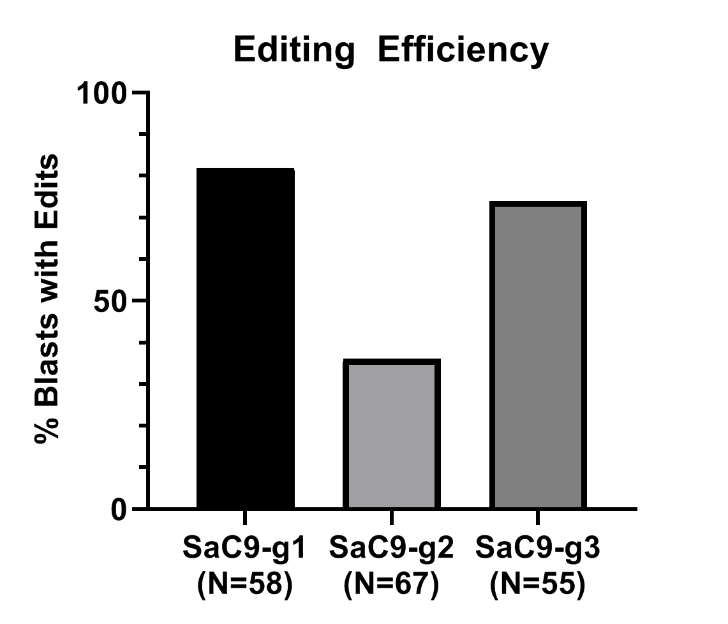 Editing Efficiency
% Blasts with Edits
100
50
0
SaC9-g1 SaC9-g2 SaC9-g3
(N=58) (N=67) (N=55)